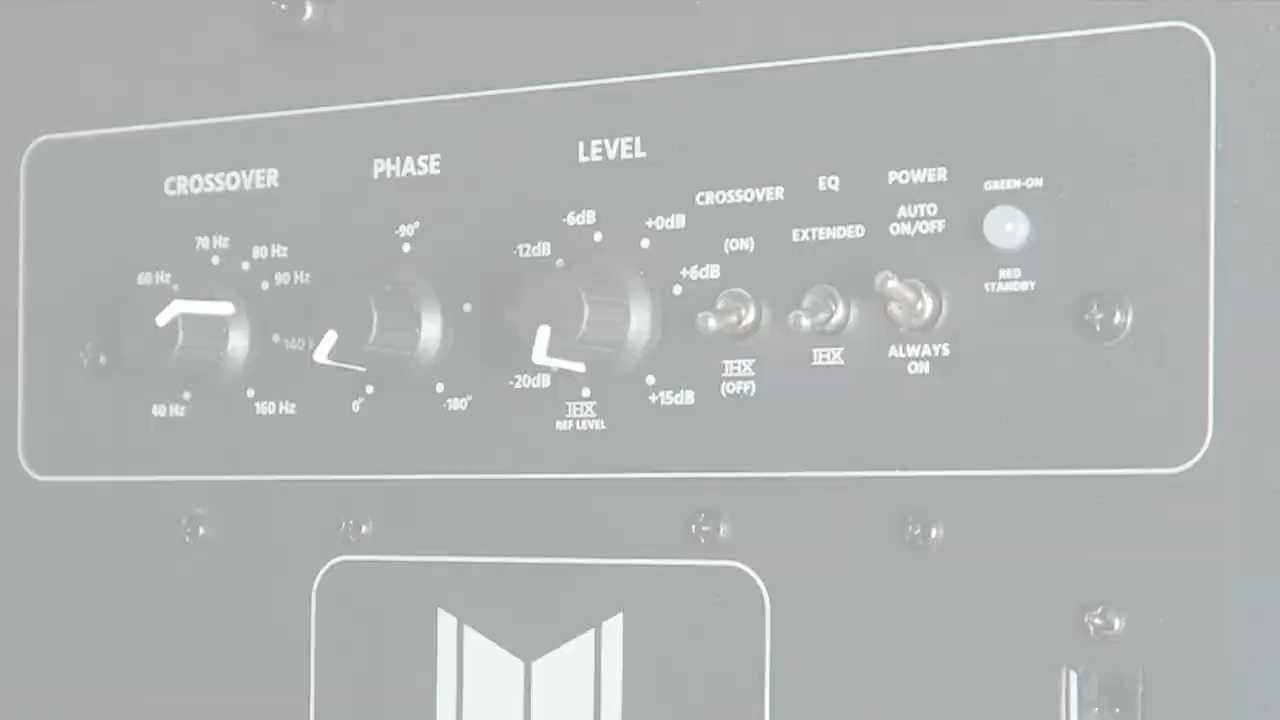 CROSSOVER
70 Hz
80 Hz
60 Hz
90 Hz
140
40 Hz
160 Hz
PHASE
-90°
0°
-180°
LEVEL
-6dB
+0dB
-12dB
+6dB
-20dB
+15dB
THX
REF LEVEL
CROSSOVER
(ON)
THX
(OFF)
EQ
EXTENDED
THX
POWER
AUTO
ON/OFF
ALWAYS
ON
GREEN-ON
RED
STANDBY